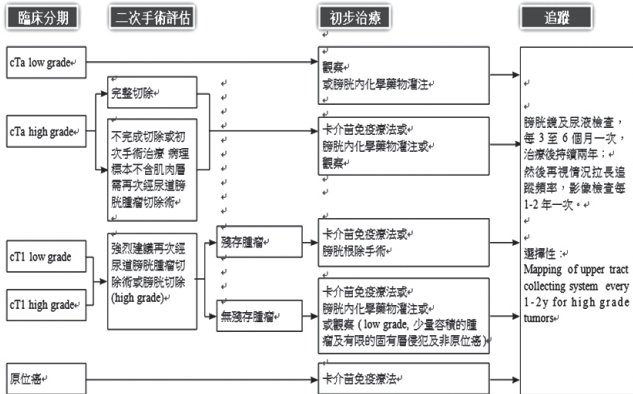 臨床分期
二次手術評估
初步治療
追蹤
cTa low grade
觀察
或膀胱內化學藥物灌注
cTa high grade
完整切除
不完成切除或初
次手術治療 病理
標本不含肌肉層
需再次經尿道膀
胱腫瘤切除術
卡介苗免疫療法或
膀胱內化學藥物灌注或
觀察
cT1 low grade
cT1 high grade
強烈建議再次經
尿道膀胱腫瘤切
除術或膀胱切除
(high grade)
殘存腫瘤
卡介苗免疫療法或
膀胱根除手術
無殘存腫瘤
卡介苗免疫療法或
膀胱內化學藥物灌注或
或觀察 ( low grade, 少量容積的腫
瘤及有限的固有層侵犯及非原位癌)
原位癌
卡介苗免疫療法
膀胱鏡及尿液檢查，
每 3 至 6 個月一次，
治療後持續兩年；
然後再視情況拉長追
蹤頻率，影像檢查每
1-2 年一次。
選擇性 :
Mapping of upper tract
collecting system every
1-2y for high grade
tumors